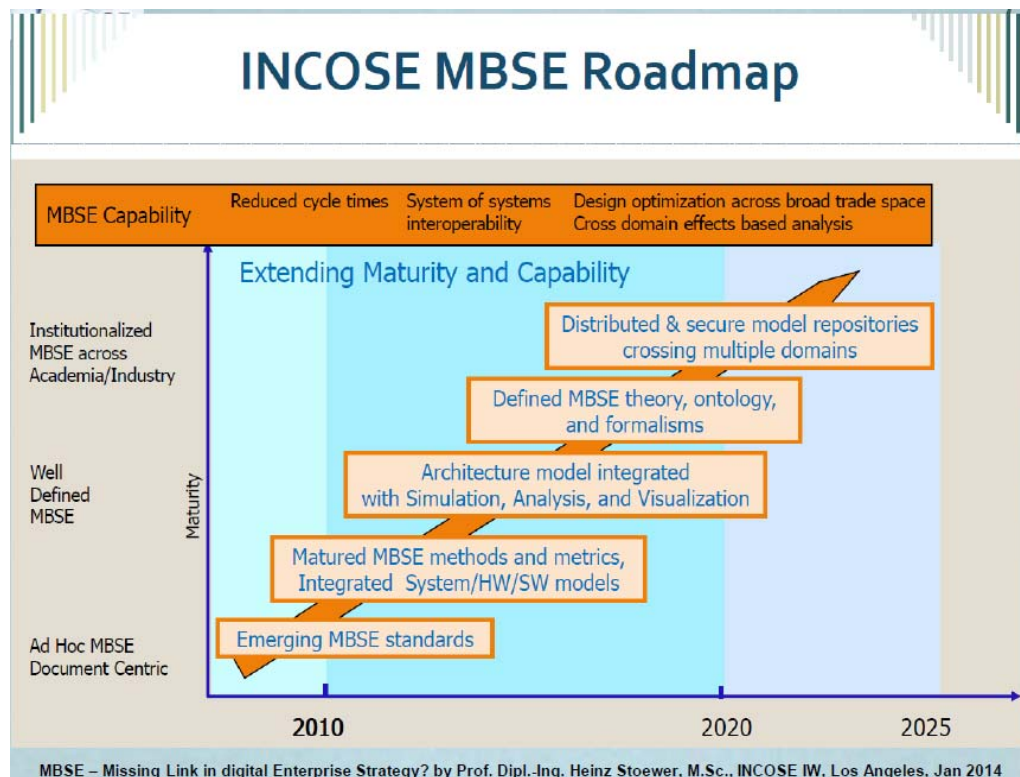 INCOSE MBSE Roadmap
MBSE Capability
Reduced cycle times
System of systems
interoperability
Design optimization across broad trade space
Cross domain effects based analysis
Extending Maturity and Capability
Institutionalized
MBSE across
Academia/Industry
Distributed & secure model repositories
crossing multiple domains
Defined MBSE theory, ontology,
and formalisms
Well
Defined
MBSE
Maturity
Architecture model integrated
with Simulation, Analysis, and Visualization
Matured MBSE methods and metrics,
Integrated System/HW/SW models
Ad Hoc MBSE
Document Centric
Emerging MBSE standards
2010
2020
2025
MBSE – Missing Link in digital Enterprise Strategy? by Prof. Dipl.-Ing. Heinz Stoewer, M.Sc., INCOSE IW, Los Angeles, Jan 2014